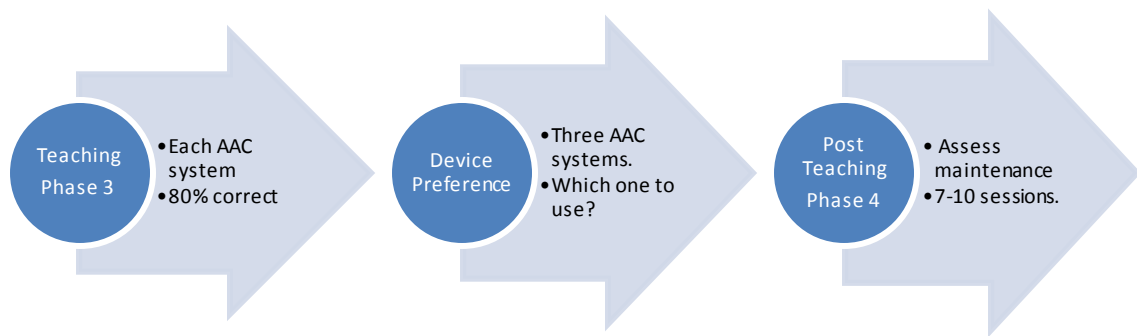 Teaching
Phase 3
•Each AAC
system
•80% correct
Device
Preference
•Three AAC
systems.
•Which one to
use?
Post
Teaching
Phase 4
• Assess
maintenance
•7-10 sessions.